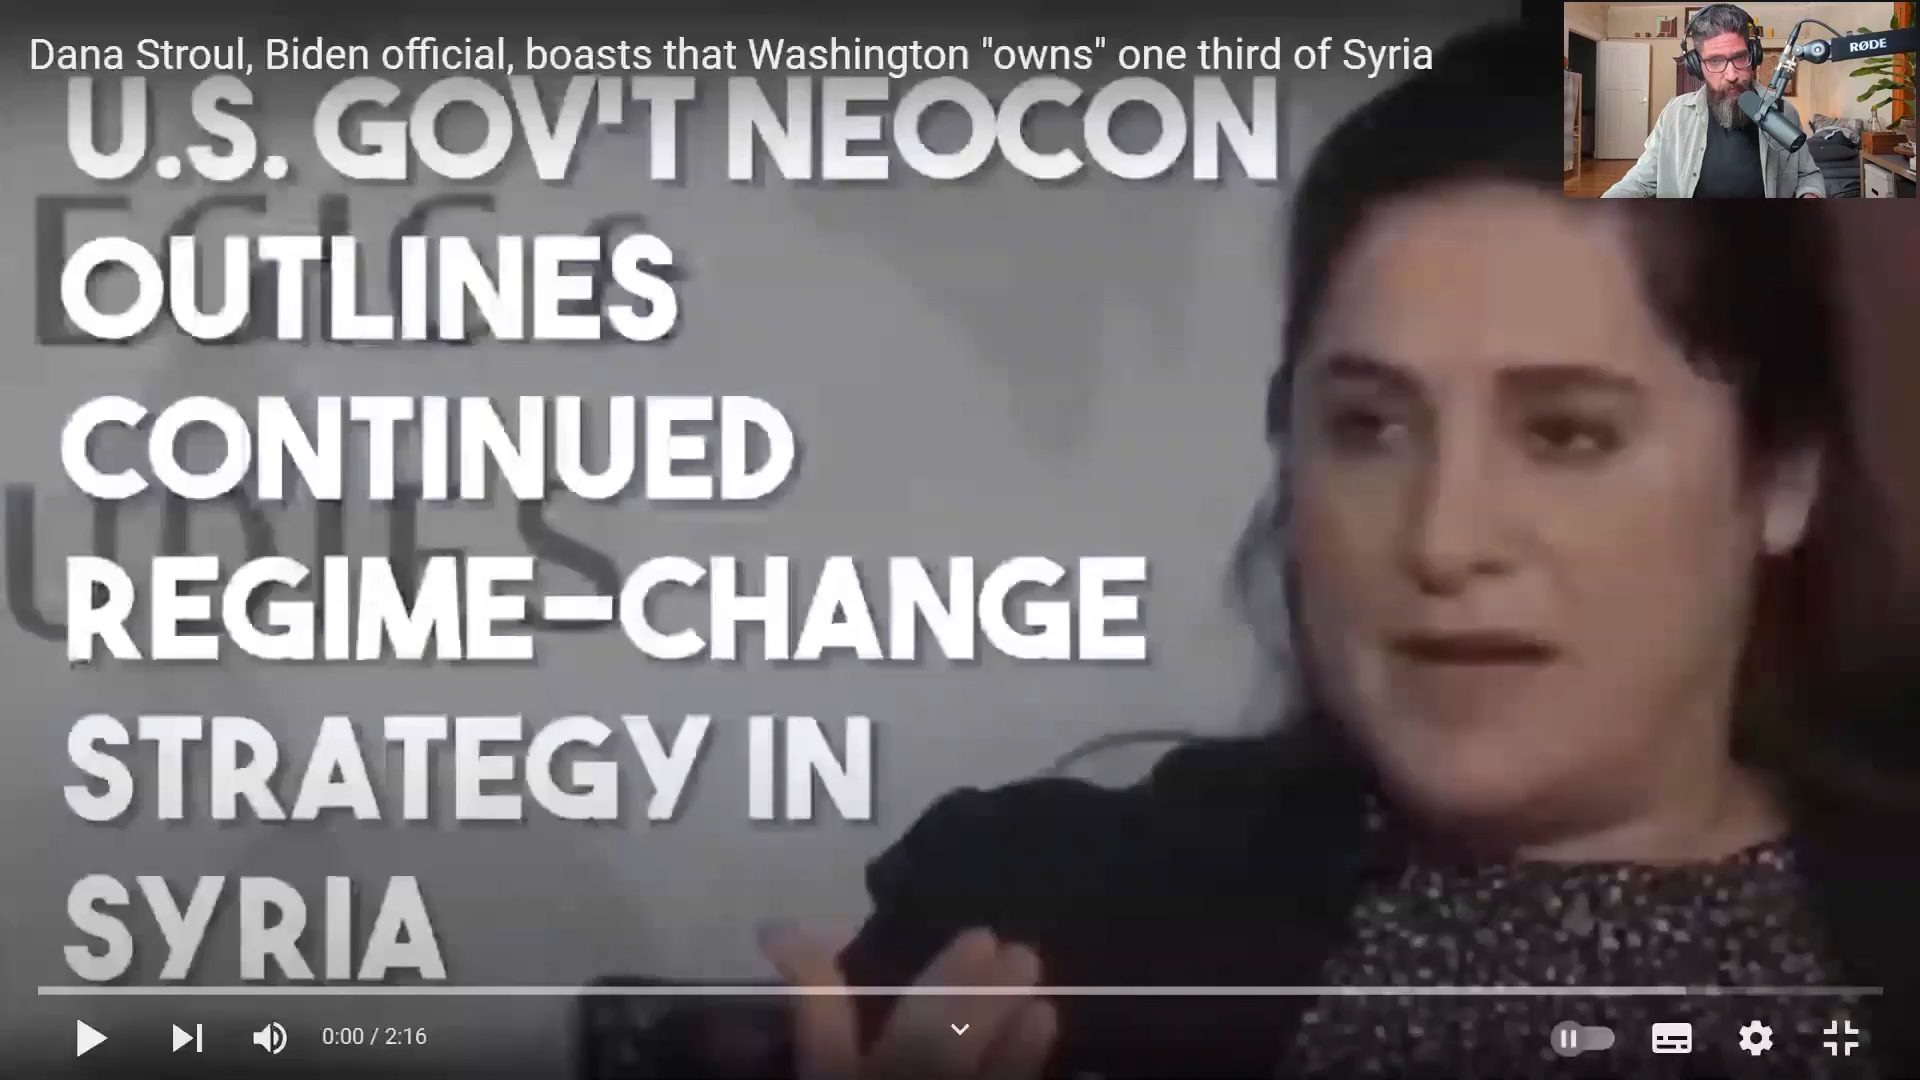 Dana Stroul, Biden official, boasts that Washington "owns" one third of Syria
RØDE
U.S. GOV'T NEOCON
OUTLINES
CONTINUED
REGIME-CHANGE
STRATEGY IN
SYRIA
0:00 / 2:16